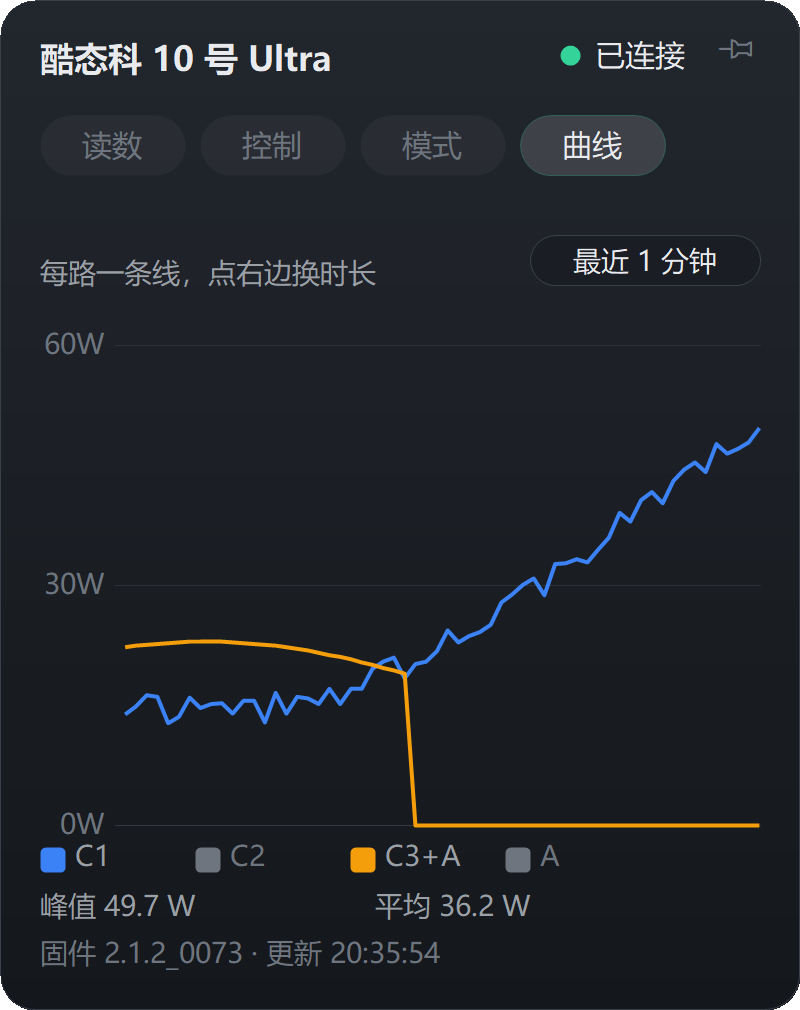 酷态科 10 号 Ultra
已连接
读数 控制 模式 曲线
每路一条线，点右边换时长
最近 1 分钟
60W
30W
0W
C1 C2 C3+A A
峰值 49.7 W 平均 36.2 W
固件 2.1.2_0073 · 更新 20:35:54